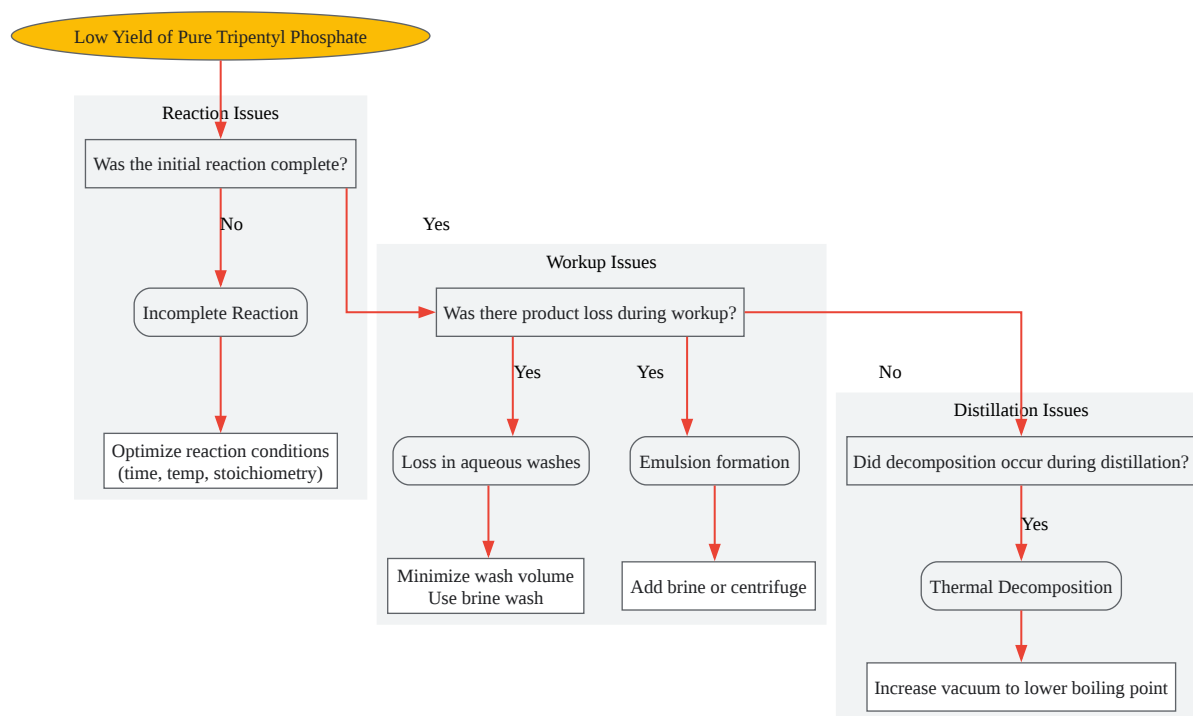 Low Yield of Pure Tripentyl Phosphate
Reaction Issues
Was the initial reaction complete?
No
Yes
Incomplete Reaction
Optimize reaction conditions
(time, temp, stoichiometry)
Workup Issues
Was there product loss during workup?
Yes
Yes
No
Loss in aqueous washes
Emulsion formation
Minimize wash volume
Use brine wash
Add brine or centrifuge
Distillation Issues
Did decomposition occur during distillation?
Yes
Thermal Decomposition
Increase vacuum to lower boiling point